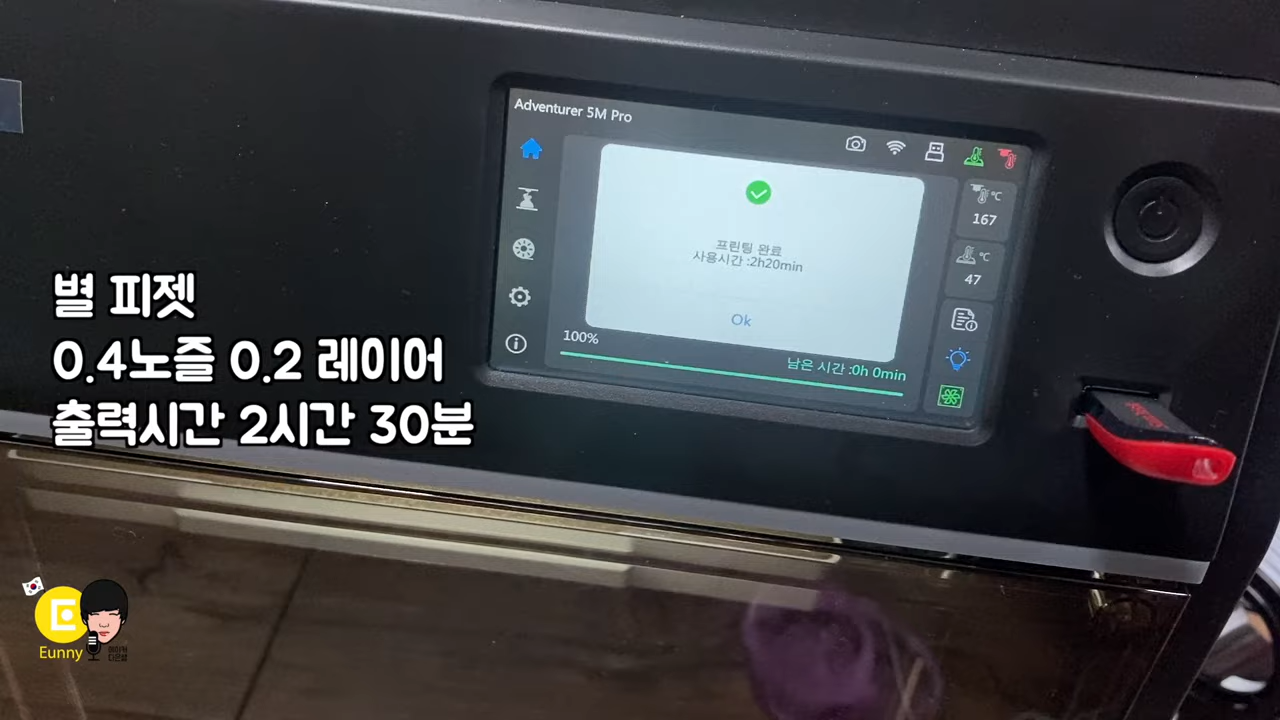 Adventurer 5M Pro
°C
167
프린팅 완료
사용시간 :2h20min
°C
47
Ok
100%
남은 시간 :0h 0min
별 피젯
0.4노즐 0.2 레이어
출력시간 2시간 30분
Eunny